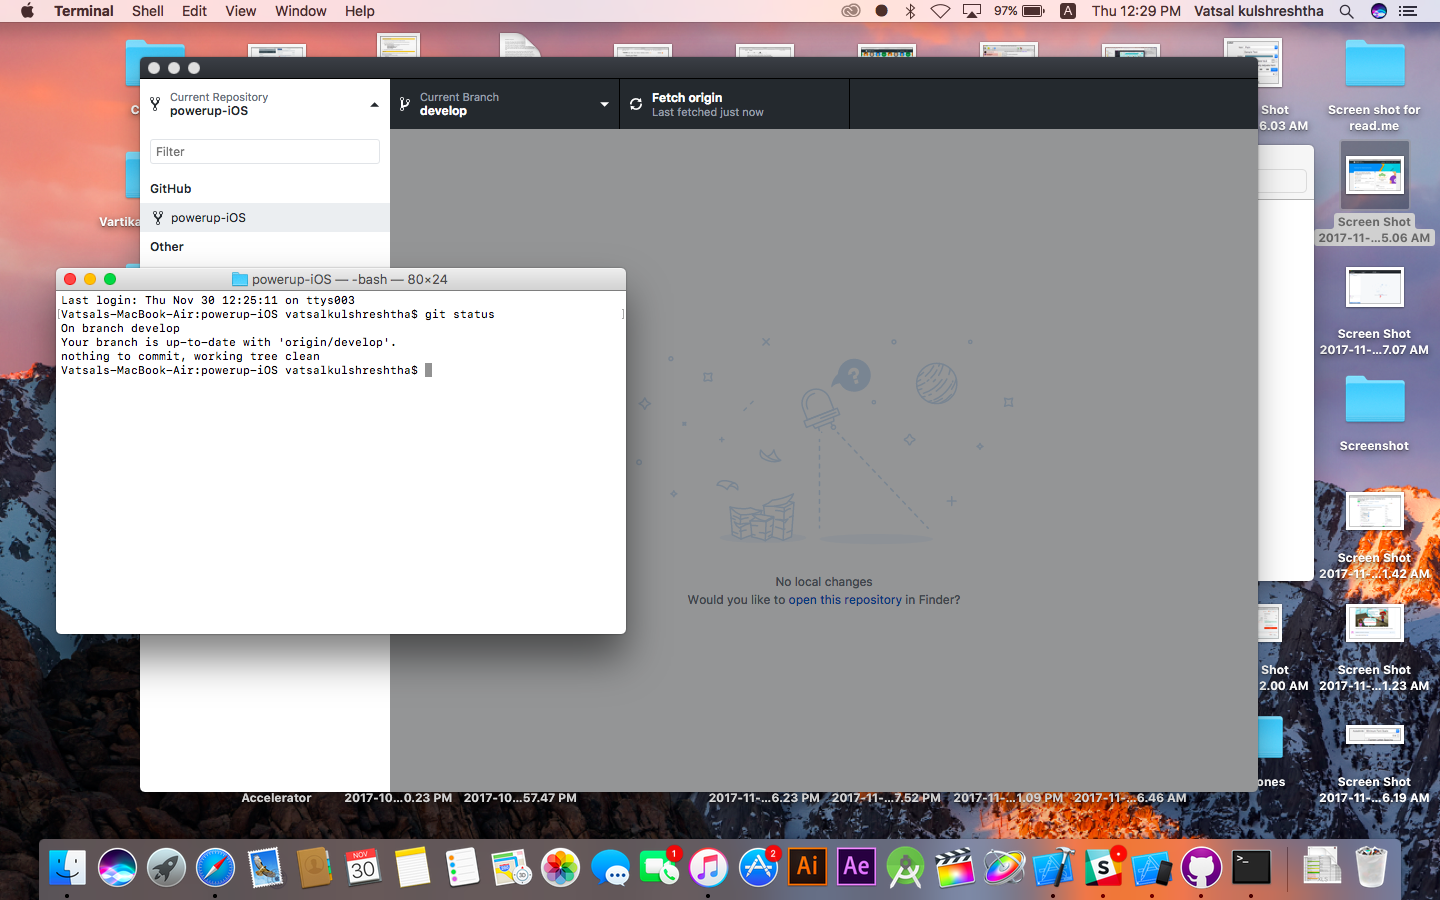 Terminal Shell Edit View Window Help
97% A Thu 12:29 PM Vatsal kulshreshtha
Current Repository
powerup-iOS
Current Branch
develop
Fetch origin
Last fetched just now
Filter
GitHub
powerup-iOS
Other
powerup-iOS — -bash — 80×24
Last login: Thu Nov 30 12:25:11 on ttys003
[Vatsals-MacBook-Air:powerup-iOS vatsalkulshreshtha$ git status ]
On branch develop
Your branch is up-to-date with 'origin/develop'.
nothing to commit, working tree clean
Vatsals-MacBook-Air:powerup-iOS vatsalkulshreshtha$
?
No local changes
Would you like to open this repository in Finder?
C
Vartika
Shot
6.03 AM
Screen shot for
read.me
Screen Shot
2017-11-...5.06 AM
Screen Shot
2017-11-...7.07 AM
Screenshot
Screen Shot
2017-11-...1.42 AM
Shot
2.00 AM
Screen Shot
2017-11-...1.23 AM
ones
Screen Shot
2017-11-...6.19 AM
Accelerator
2017-10...0.23 PM
2017-10...57.47 PM
2017-11-...6.23 PM
2017-11-...7.52 PM
2017-11-...1.09 PM
2017-11-...6.46 AM
NOV
30
1
2
Ai
Ae
S
>_